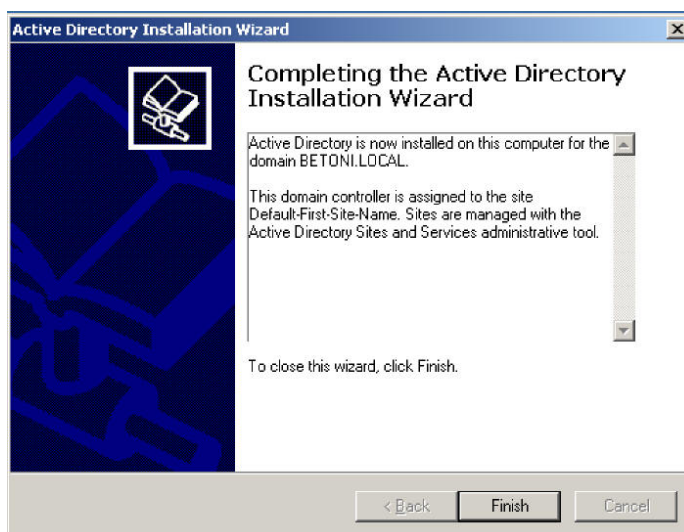 Active Directory Installation Wizard
Completing the Active Directory
Installation Wizard
Active Directory is now installed on this computer for the
domain BETONI.LOCAL.
This domain controller is assigned to the site
Default-First-Site-Name. Sites are managed with the
Active Directory Sites and Services administrative tool.
To close this wizard, click Finish.
< Back
Finish
Cancel